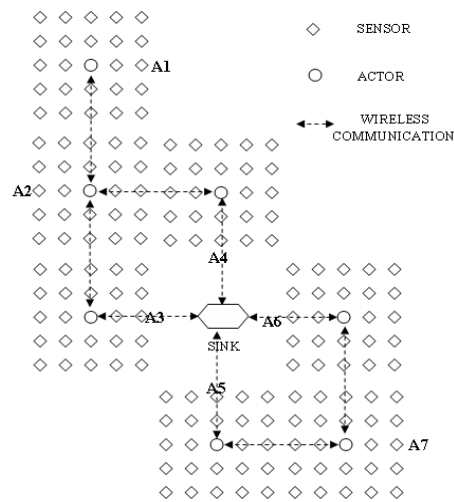 SENSOR
A1
ACTOR
WIRELESS
COMMUNICATION
A2
A4
A3
A6
SINK
A5
A7